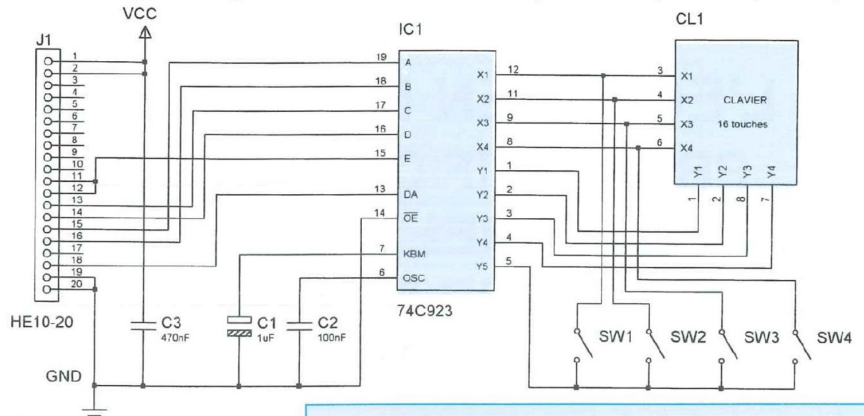 VCC
J1
1
2
3
4
5
6
7
8
9
10
11
12
13
14
15
16
17
18
19
20
HE10-20
GND
C3
470nF
C1
1uF
C2
100nF
IC1
19 A
18 B
17 C
16 D
15 E
13 DA
14 OE
7 KBM
6 OSC
X1 12
X2 11
X3 9
X4 8
Y1 1
Y2 2
Y3 3
Y4 4
Y5 5
74C923
CL1
3 X1
4 X2
5 X3
6 X4
CLAVIER
16 touches
Y1 Y2 Y3 Y4
1 2 8 7
SW1 SW2 SW3 SW4